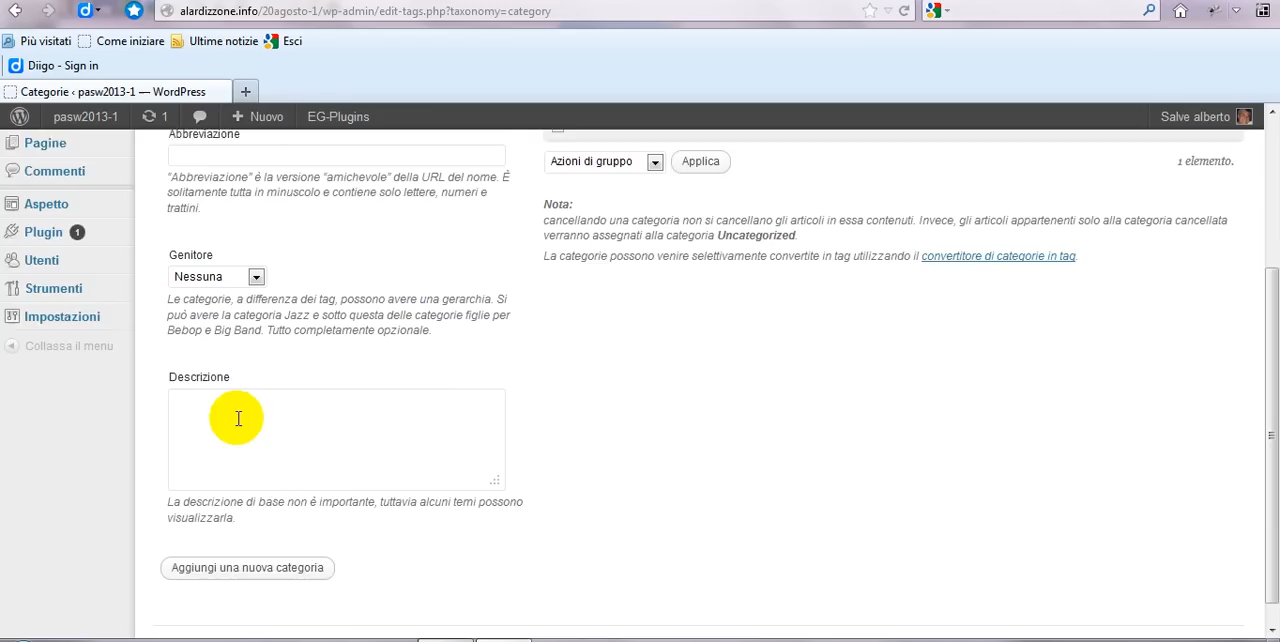 alardizzone.info/20agosto-1/wp-admin/edit-tags.php?taxonomy=category
Più visitati Come iniziare Ultime notizie Esci
Diigo - Sign in
Categorie ‹ pasw2013-1 — WordPress
pasw2013-1 1 Nuovo EG-Plugins Salve alberto
Pagine
Commenti
Aspetto
Plugin 1
Utenti
Strumenti
Impostazioni
Collassa il menu
Abbreviazione
“Abbreviazione” è la versione “amichevole” della URL del nome. È
solitamente tutta in minuscolo e contiene solo lettere, numeri e
trattini.
Genitore
Nessuna
Le categorie, a differenza dei tag, possono avere una gerarchia. Si
può avere la categoria Jazz e sotto questa delle categorie figlie per
Bebop e Big Band. Tutto completamente opzionale.
Descrizione
La descrizione di base non é importante, tuttavia alcuni temi possono
visualizzarla.
Aggiungi una nuova categoria
Azioni di gruppo Applica 1 elemento.
Nota:
cancellando una categoria non si cancellano gli articoli in essa contenuti. Invece, gli articoli appartenenti solo alla categoria cancellata
verranno assegnati alla categoria Uncategorized.
La categorie possono venire selettivamente convertite in tag utilizzando il convertitore di categorie in tag.